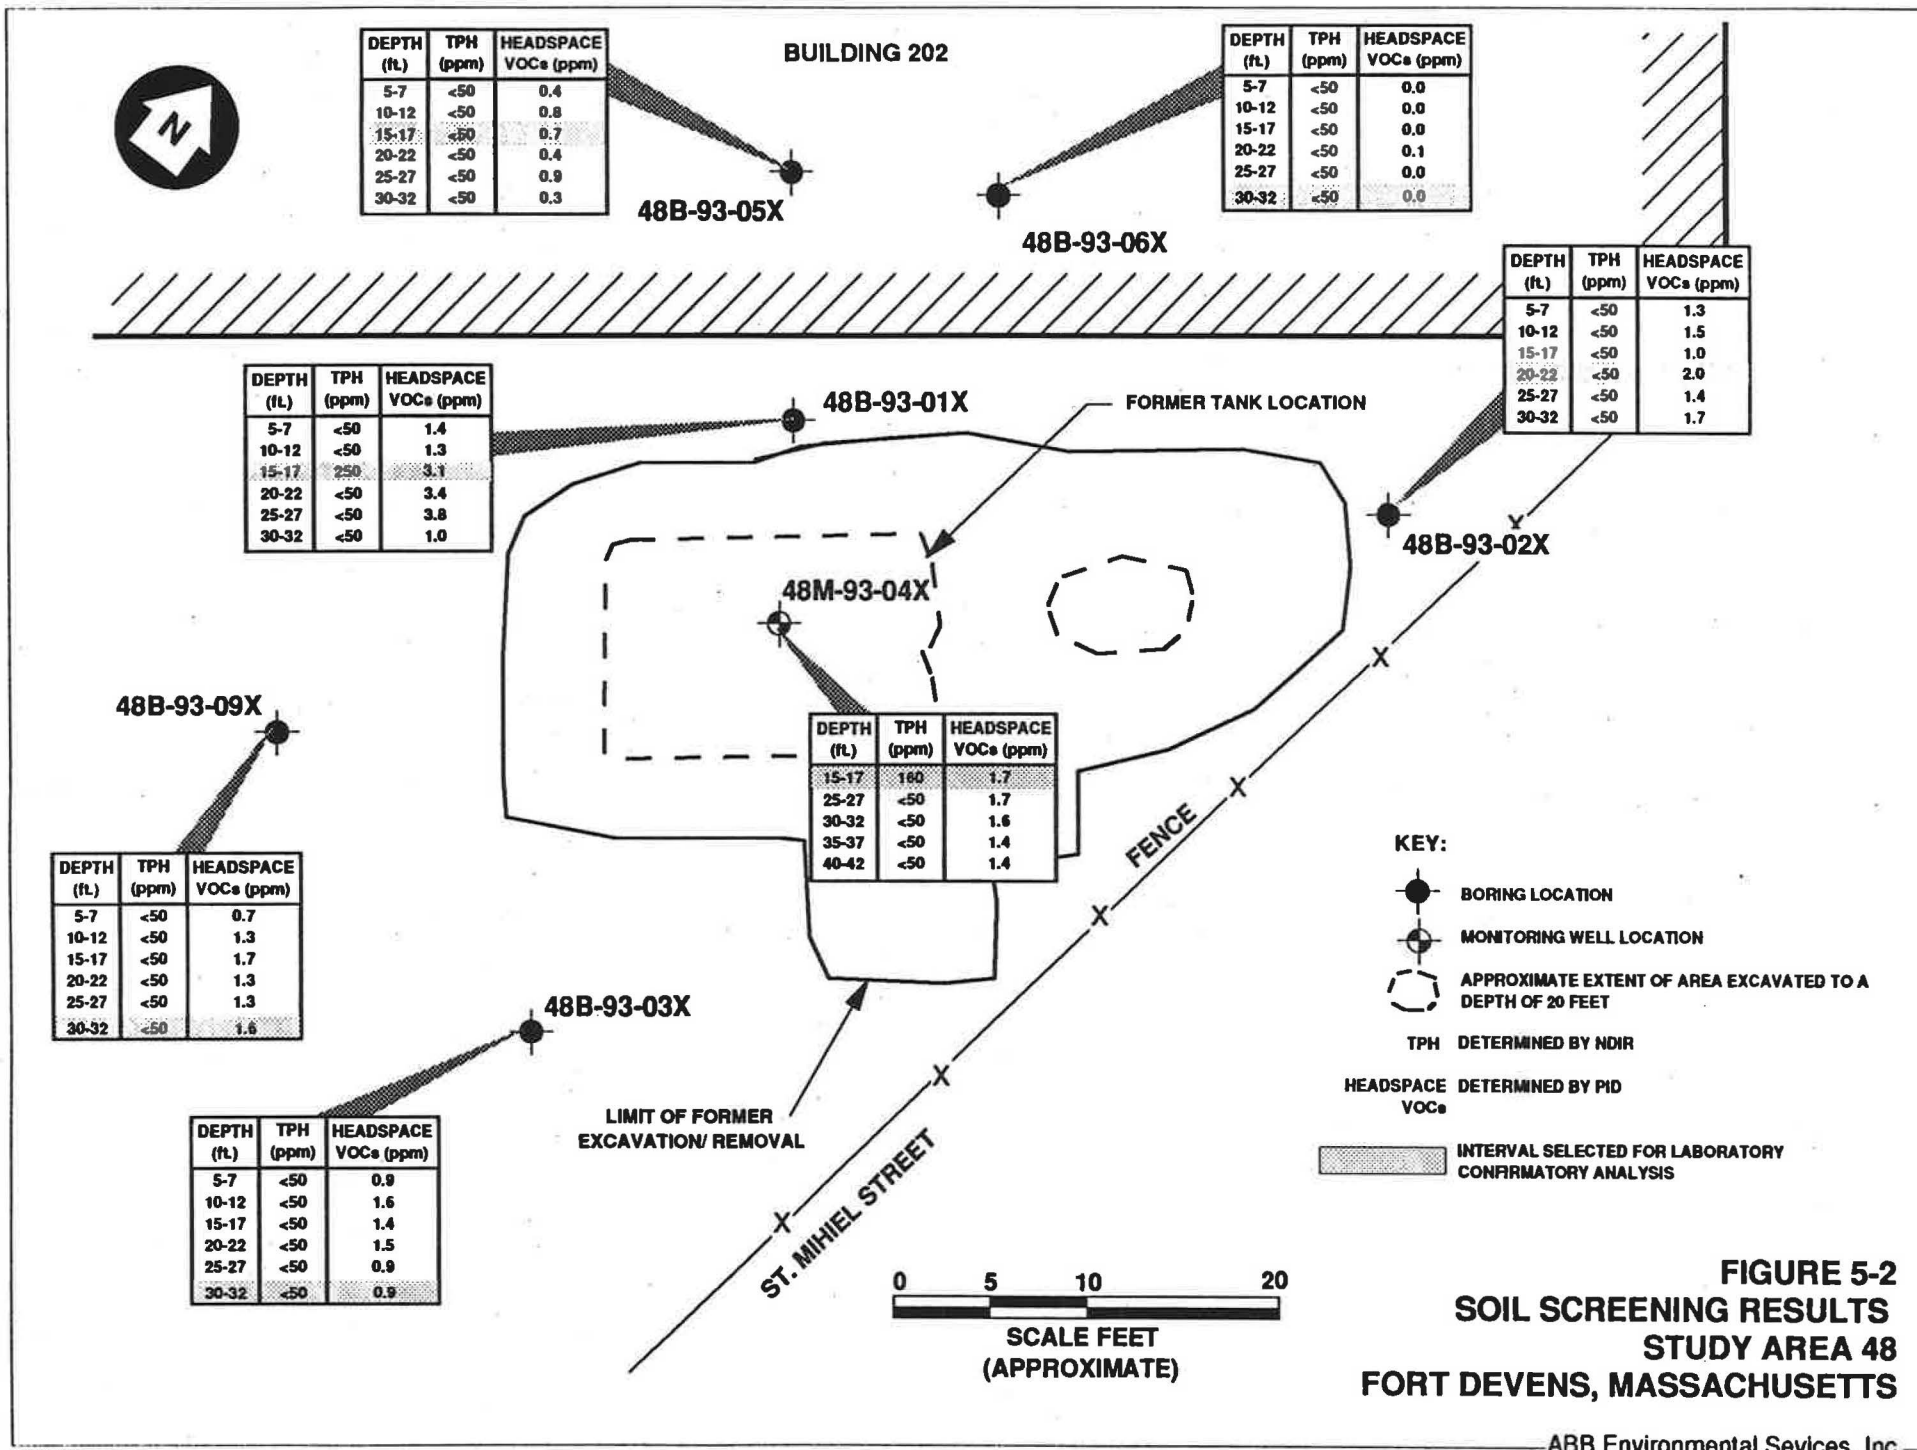 BUILDING 202
N
DEPTH (ft.) TPH (ppm) HEADSPACE VOCs (ppm)
5-7 <50 0.4
10-12 <50 0.8
15-17 <50 0.7
20-22 <50 0.4
25-27 <50 0.9
30-32 <50 0.3
48B-93-05X
DEPTH (ft.) TPH (ppm) HEADSPACE VOCs (ppm)
5-7 <50 0.0
10-12 <50 0.0
15-17 <50 0.0
20-22 <50 0.1
25-27 <50 0.0
30-32 <50 0.0
48B-93-06X
DEPTH (ft.) TPH (ppm) HEADSPACE VOCs (ppm)
5-7 <50 1.3
10-12 <50 1.5
15-17 <50 1.0
20-22 <50 2.0
25-27 <50 1.4
30-32 <50 1.7
48B-93-02X
DEPTH (ft.) TPH (ppm) HEADSPACE VOCs (ppm)
5-7 <50 1.4
10-12 <50 1.3
15-17 250 3.1
20-22 <50 3.4
25-27 <50 3.8
30-32 <50 1.0
48B-93-01X
FORMER TANK LOCATION
48M-93-04X
DEPTH (ft.) TPH (ppm) HEADSPACE VOCs (ppm)
15-17 160 1.7
25-27 <50 1.7
30-32 <50 1.6
35-37 <50 1.4
40-42 <50 1.4
48B-93-09X
DEPTH (ft.) TPH (ppm) HEADSPACE VOCs (ppm)
5-7 <50 0.7
10-12 <50 1.3
15-17 <50 1.7
20-22 <50 1.3
25-27 <50 1.3
30-32 <50 1.6
48B-93-03X
DEPTH (ft.) TPH (ppm) HEADSPACE VOCs (ppm)
5-7 <50 0.9
10-12 <50 1.6
15-17 <50 1.4
20-22 <50 1.5
25-27 <50 0.9
30-32 <50 0.9
LIMIT OF FORMER
EXCAVATION/ REMOVAL
X
X
X
X
X
X
FENCE
ST. MIHIEL STREET
KEY:
BORING LOCATION
MONITORING WELL LOCATION
APPROXIMATE EXTENT OF AREA EXCAVATED TO A
DEPTH OF 20 FEET
TPH DETERMINED BY NDIR
HEADSPACE DETERMINED BY PID
VOCs
INTERVAL SELECTED FOR LABORATORY
CONFIRMATORY ANALYSIS
0 5 10 20
SCALE FEET
(APPROXIMATE)
FIGURE 5-2
SOIL SCREENING RESULTS
STUDY AREA 48
FORT DEVENS, MASSACHUSETTS
ABB Environmental Sevices, Inc